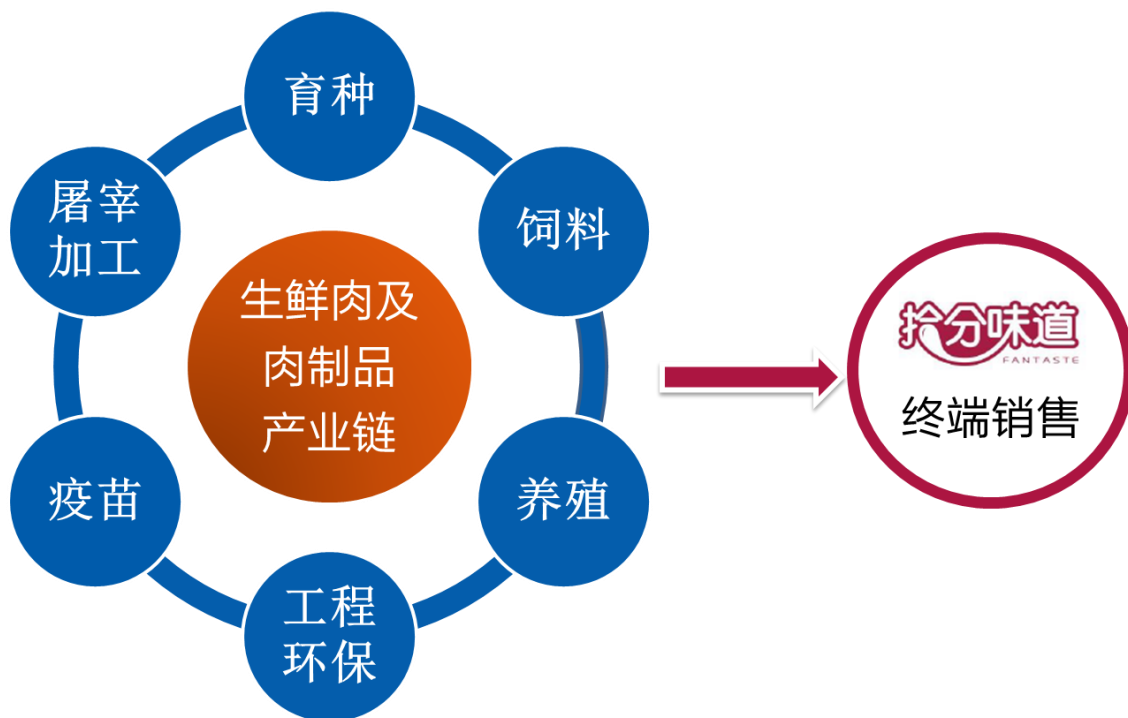 育种
屠宰
加工
饲料
生鲜肉及
肉制品
产业链
拾分味道
FANTASTE
终端销售
疫苗
养殖
工程
环保